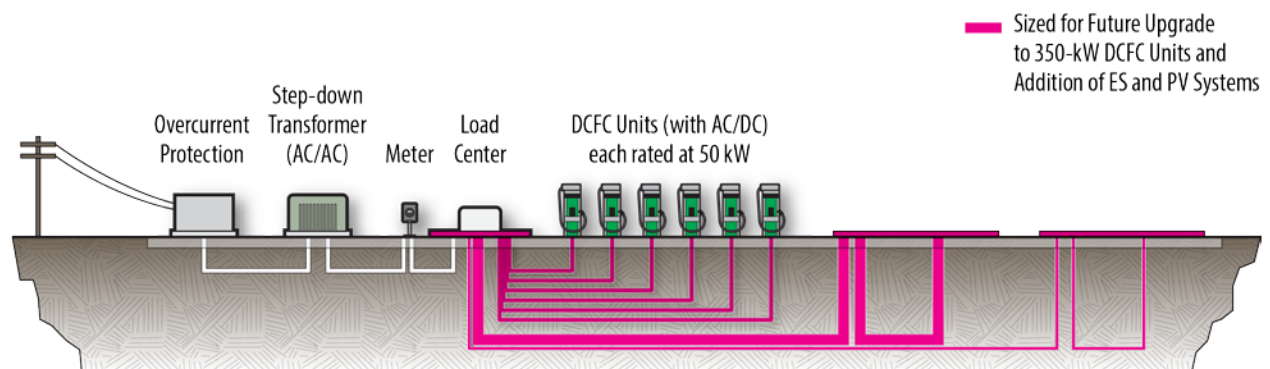 Sized for Future Upgrade
to 350-kW DCFC Units and
Addition of ES and PV Systems
Overcurrent
Protection
Step-down
Transformer
(AC/AC)
Meter
Load
Center
DCFC Units (with AC/DC)
each rated at 50 kW